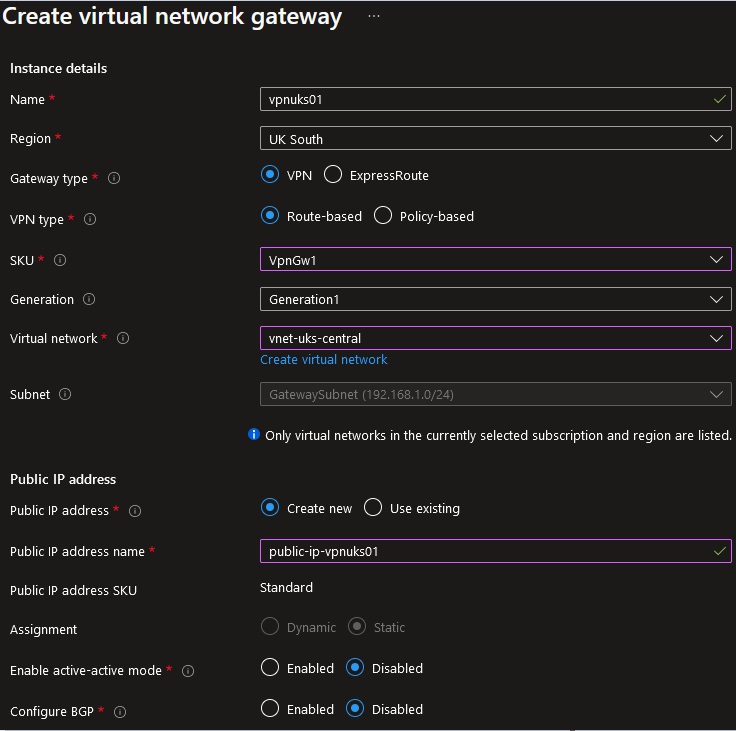 Create virtual network gateway ...
Instance details
Name * vpnuks01
Region * UK South
Gateway type * VPN ExpressRoute
VPN type * Route-based Policy-based
SKU * VpnGw1
Generation Generation1
Virtual network * vnet-uks-central
Create virtual network
Subnet GatewaySubnet (192.168.1.0/24)
Only virtual networks in the currently selected subscription and region are listed.
Public IP address
Public IP address * Create new Use existing
Public IP address name * public-ip-vpnuks01
Public IP address SKU Standard
Assignment Dynamic Static
Enable active-active mode * Enabled Disabled
Configure BGP * Enabled Disabled